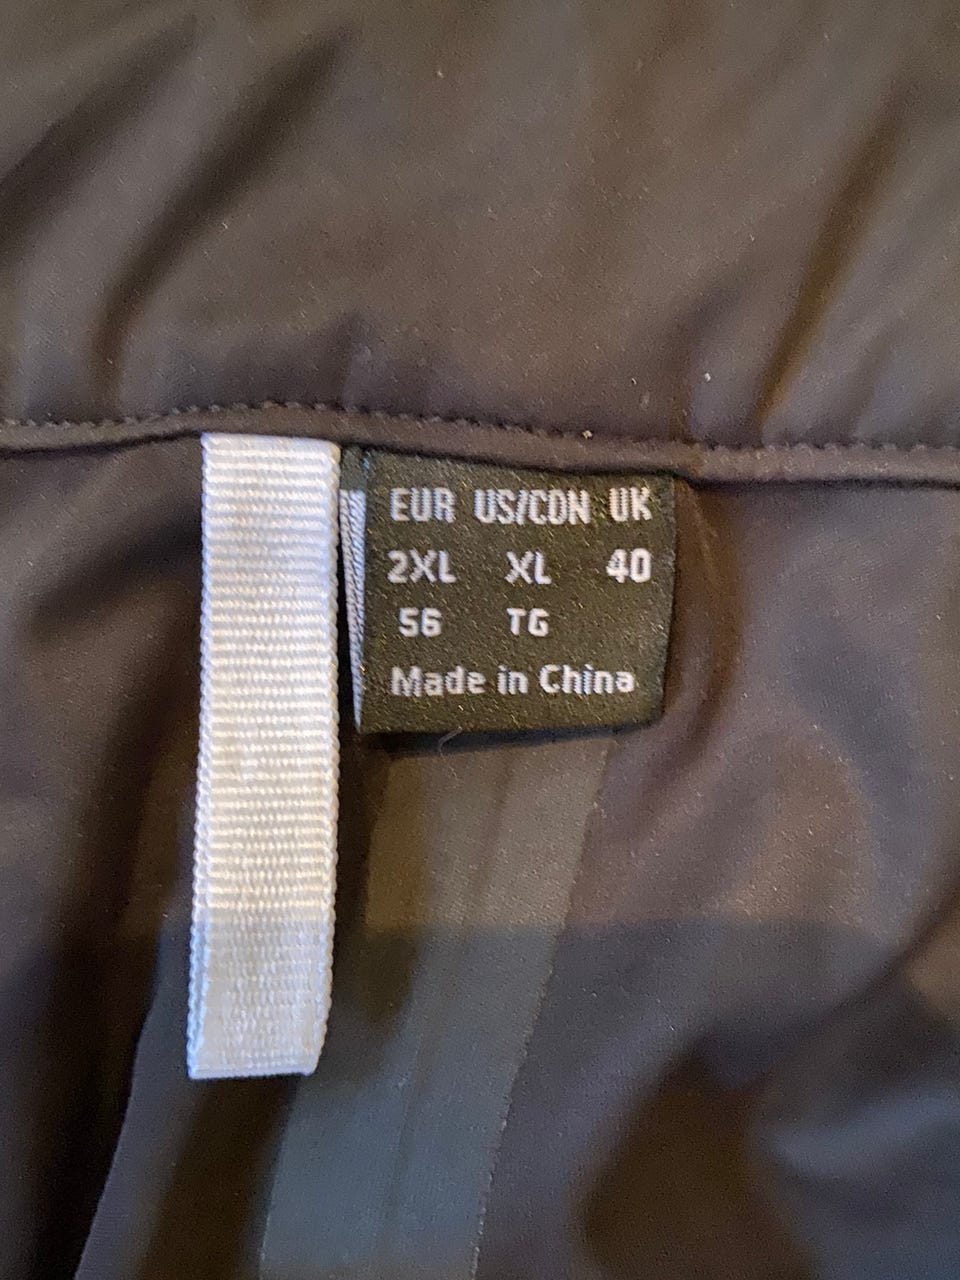 EUR US/CDN UK
2XL XL 40
56 TG
Made in China